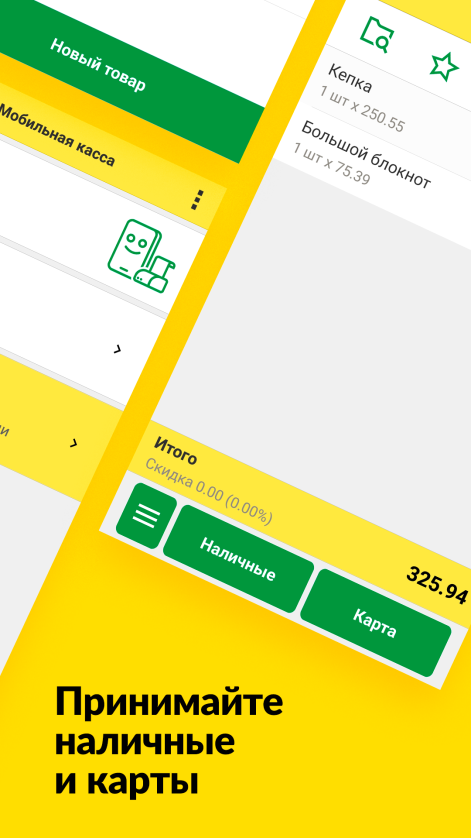 Новый товар
Мобильная касса
Кепка
1 шт x 250.55
Большой блокнот
1 шт x 75.39
Итого
Скидка 0.00 (0.00%)
325.94
Наличные
Карта
Принимайте
наличные
и карты